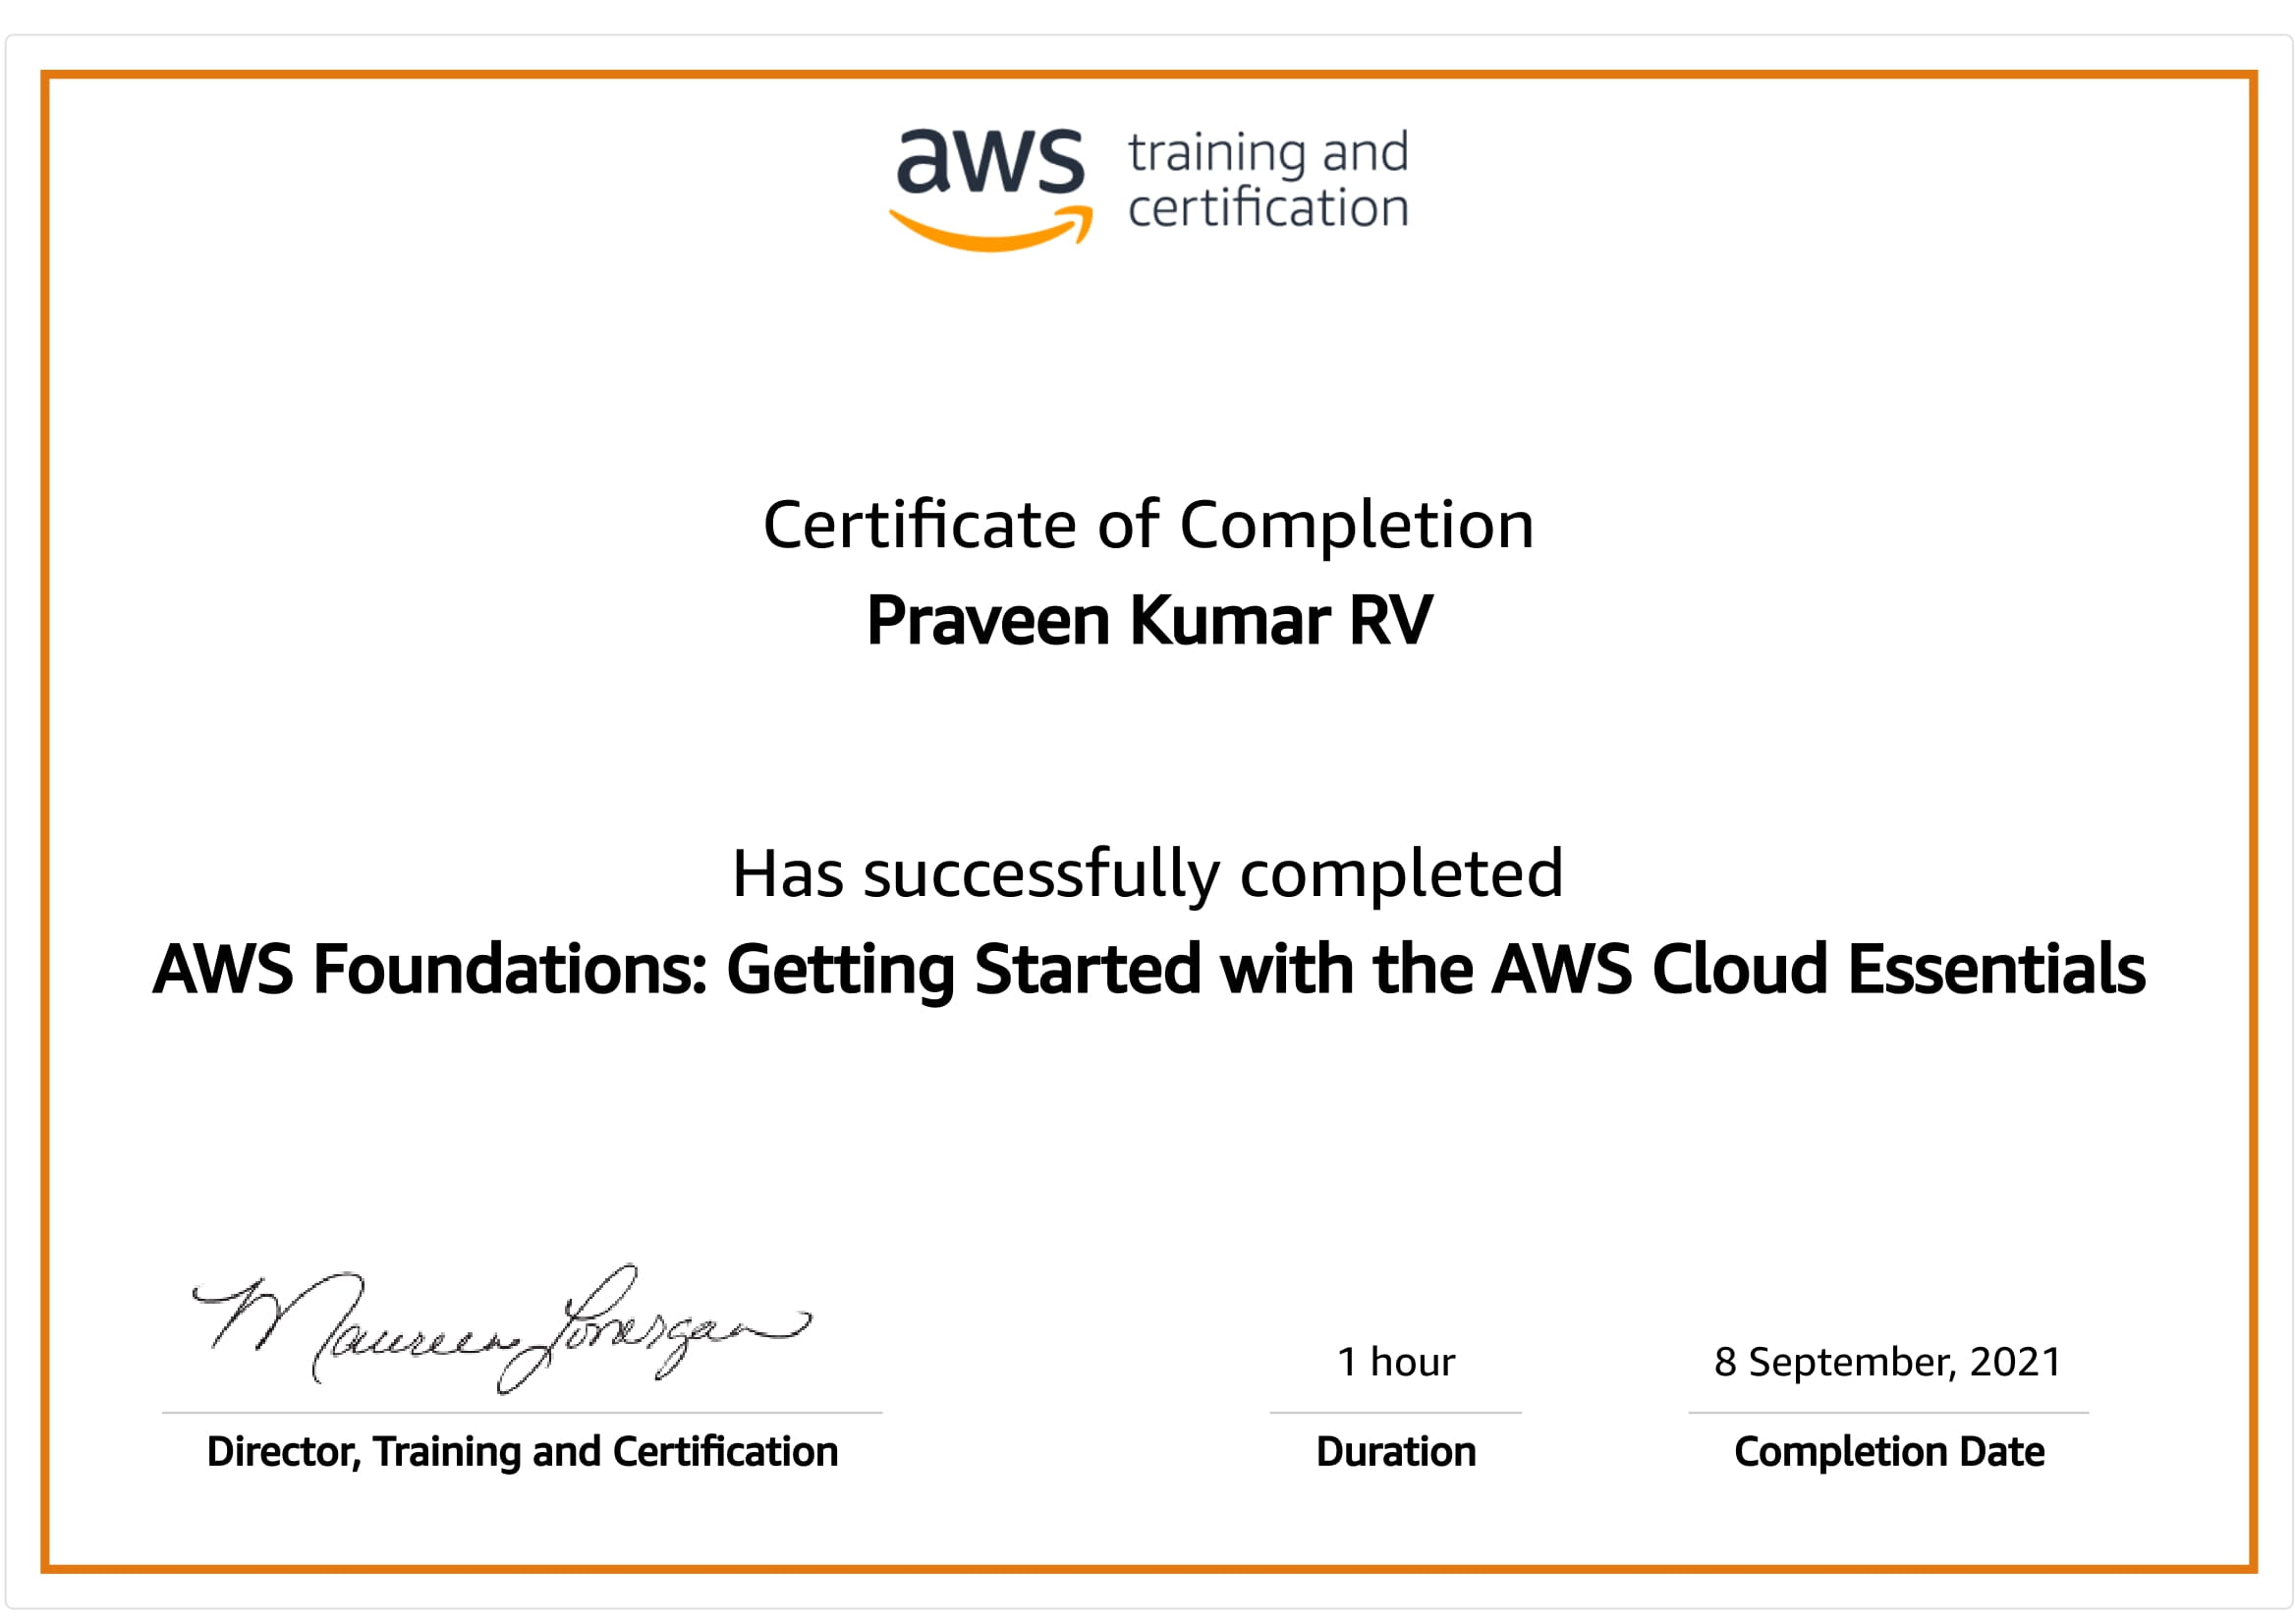 aws training and
certification
Certificate of Completion
Praveen Kumar RV
Has successfully completed
AWS Foundations: Getting Started with the AWS Cloud Essentials
Maureen Lonergan
1 hour
8 September, 2021
Director, Training and Certification
Duration
Completion Date